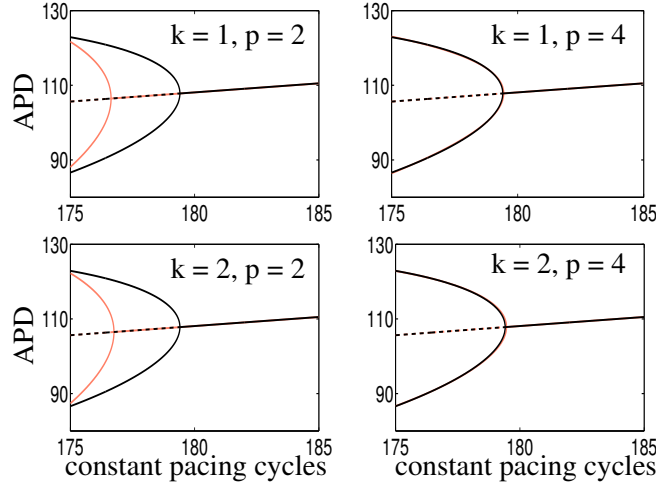 130
k = 1, p = 2
110
APD
90
175 180 185
130
k = 1, p = 4
110
90
175 180 185
130
k = 2, p = 2
110
APD
90
175 180 185
constant pacing cycles
130
k = 2, p = 4
110
90
175 180 185
constant pacing cycles